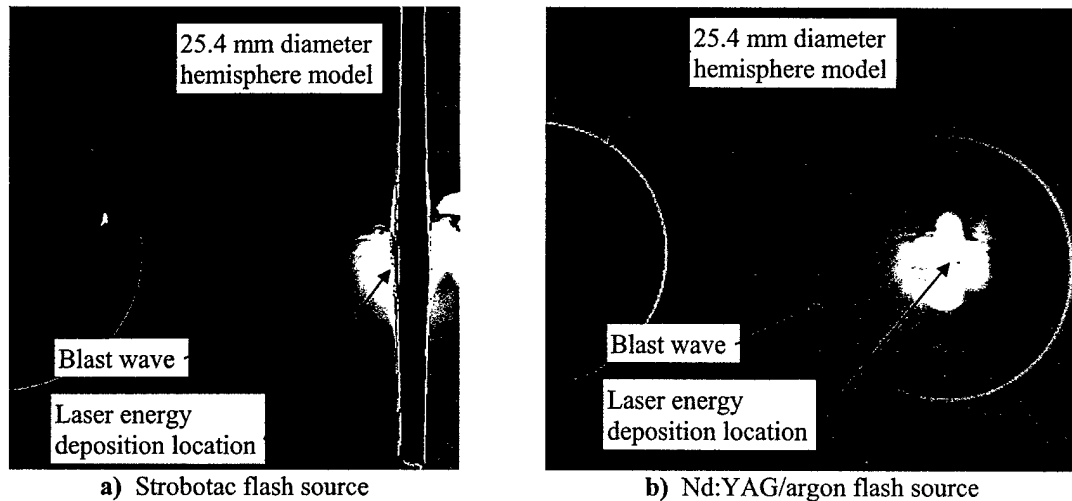 25.4 mm diameter
hemisphere model
Blast wave
Laser energy
deposition location
a) Strobotac flash source
25.4 mm diameter
hemisphere model
Blast wave
Laser energy
deposition location
b) Nd:YAG/argon flash source